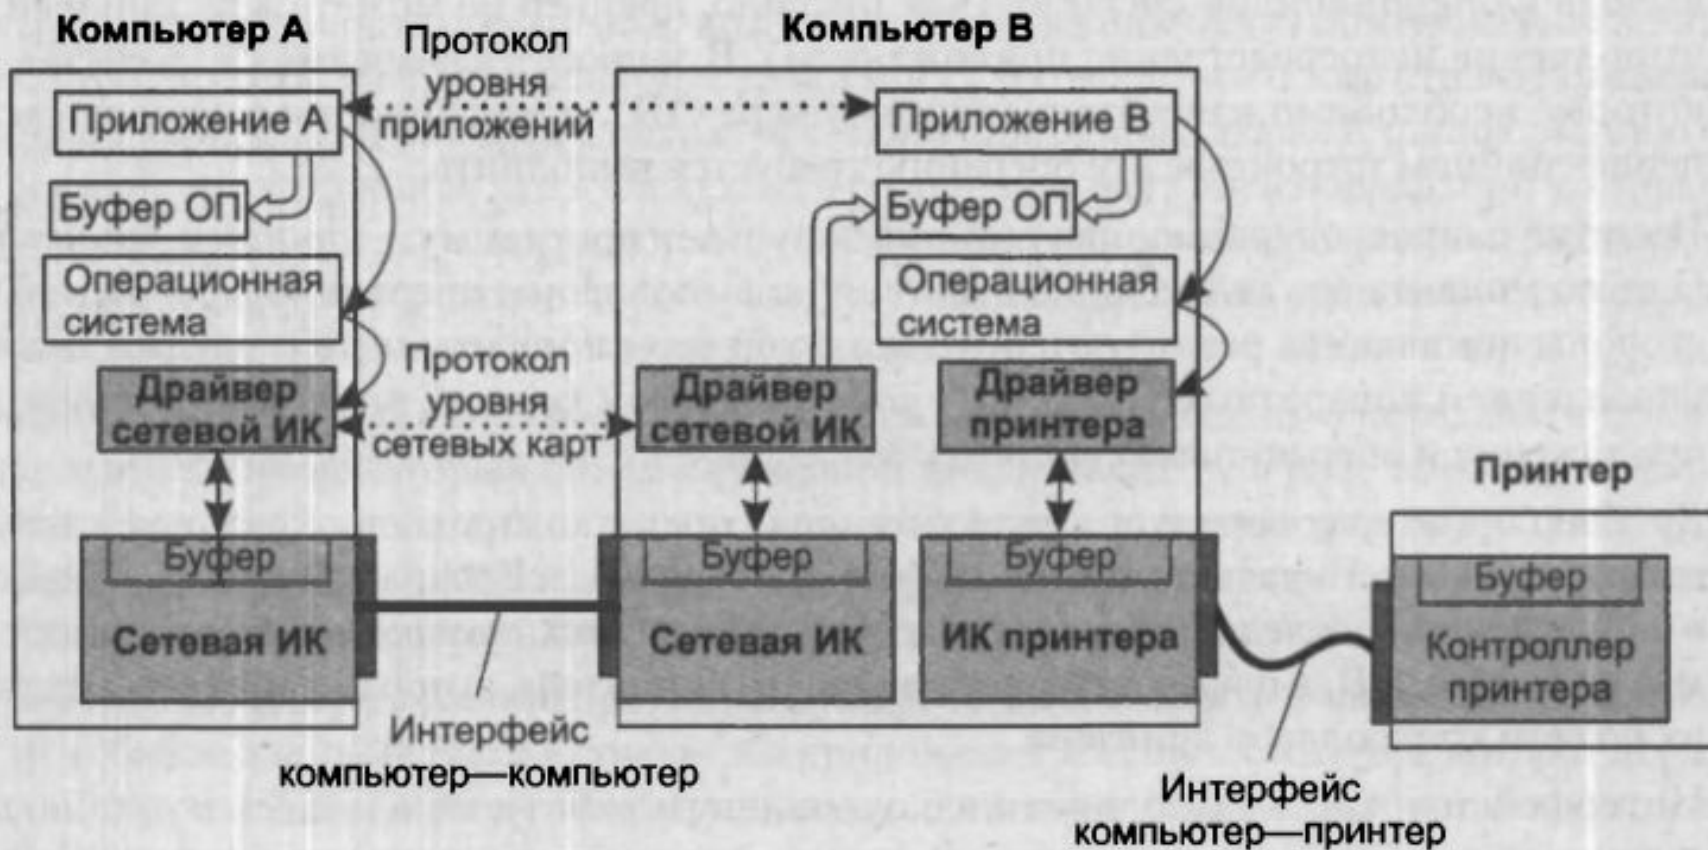 Компьютер А
Протокол
уровня
приложений
Компьютер В
Приложение А
Приложение В
Буфер ОП
Буфер ОП
Операционная
система
Операционная
система
Протокол
уровня
сетевых карт
Драйвер
сетевой ИК
Драйвер
сетевой ИК
Драйвер
принтера
Принтер
Буфер
Буфер
Буфер
Буфер
Сетевая ИК
Сетевая ИК
ИК принтера
Контроллер
принтера
Интерфейс
компьютер—компьютер
Интерфейс
компьютер—принтер